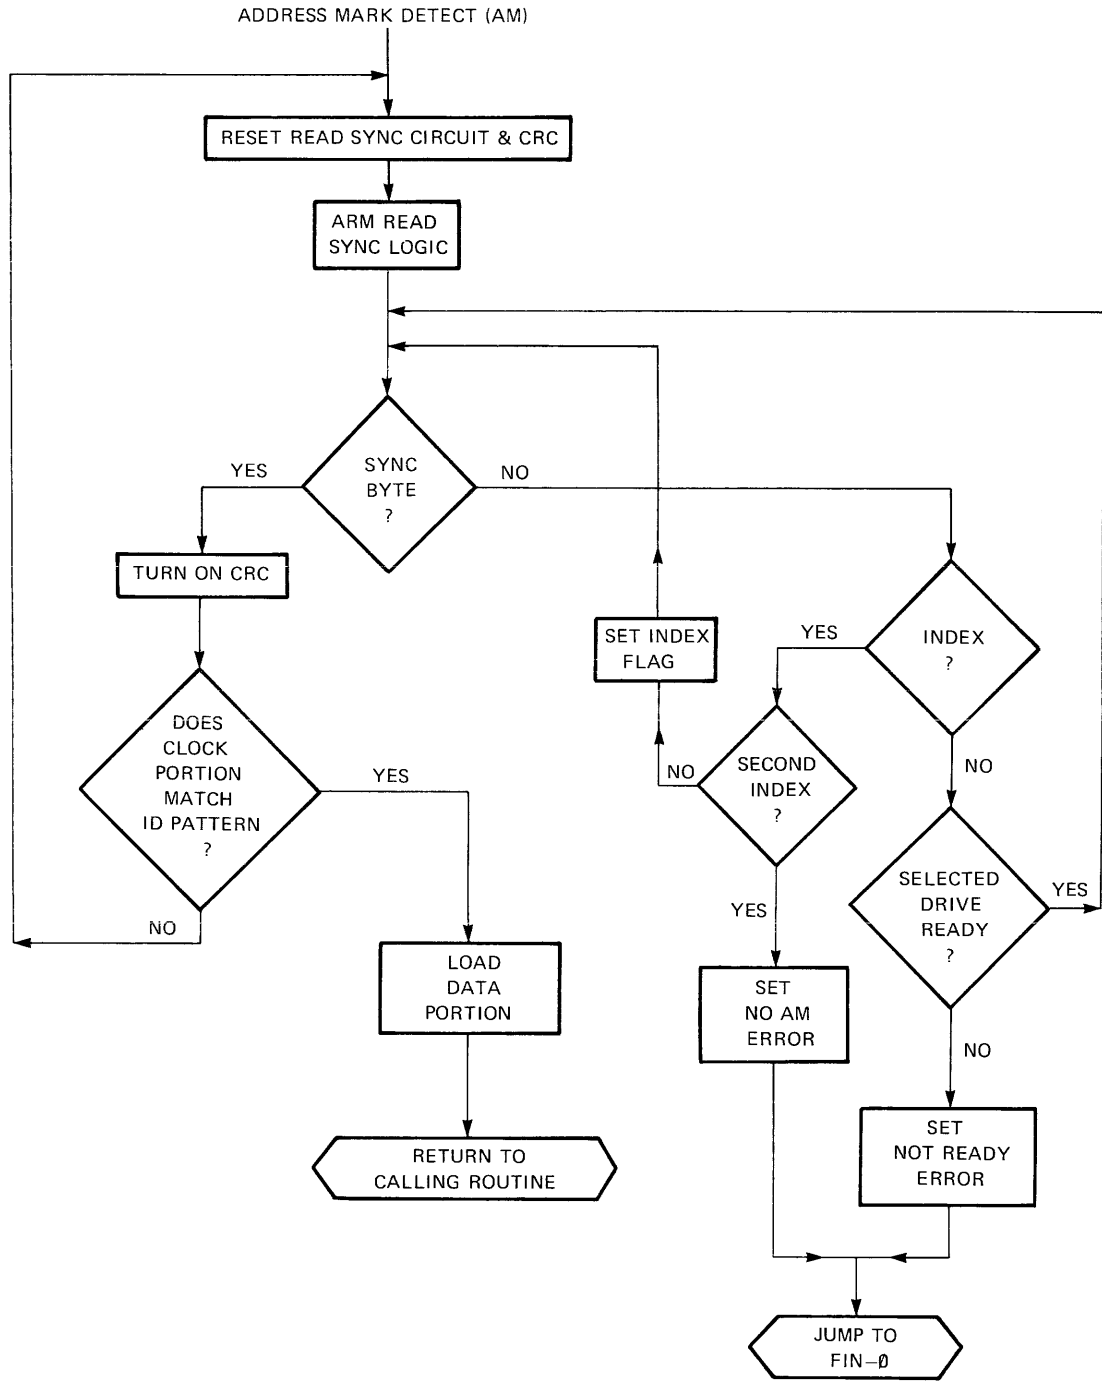 ADDRESS MARK DETECT (AM)
RESET READ SYNC CIRCUIT & CRC
ARM READ
SYNC LOGIC
SYNC
BYTE
?
YES
NO
TURN ON CRC
SET INDEX
FLAG
YES
INDEX
?
DOES
CLOCK
PORTION
MATCH
ID PATTERN
?
YES
NO
SECOND
INDEX
?
NO
NO
SELECTED
DRIVE
READY
?
YES
YES
LOAD
DATA
PORTION
SET
NO AM
ERROR
NO
SET
NOT READY
ERROR
RETURN TO
CALLING ROUTINE
JUMP TO
FIN–Ø